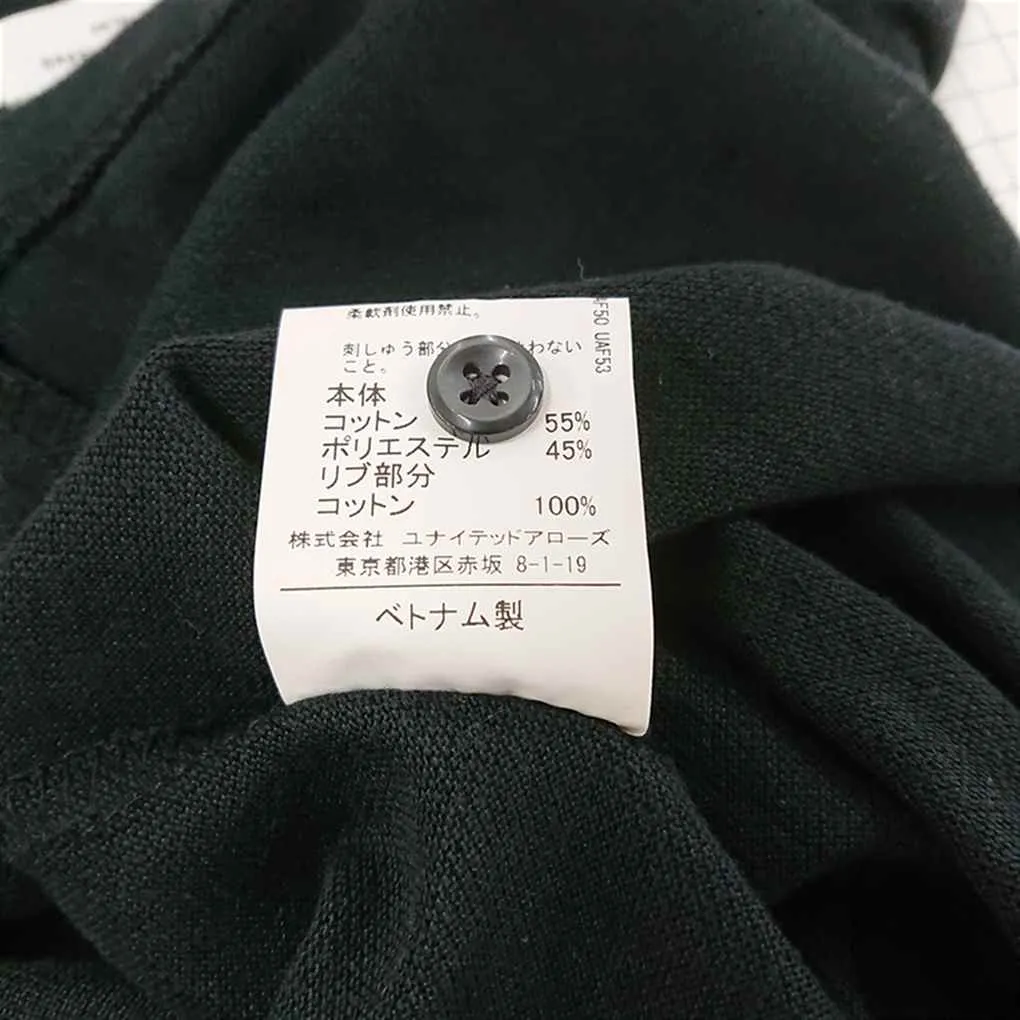 柔軟剤使用禁止。
刺しゅう部分 わない
こと。
本体
コットン 55%
ポリエステル 45%
リブ部分
コットン 100%
株式会社 ユナイテッドアローズ
東京都港区赤坂 8-1-19
ベトナム製
F50 UAF53